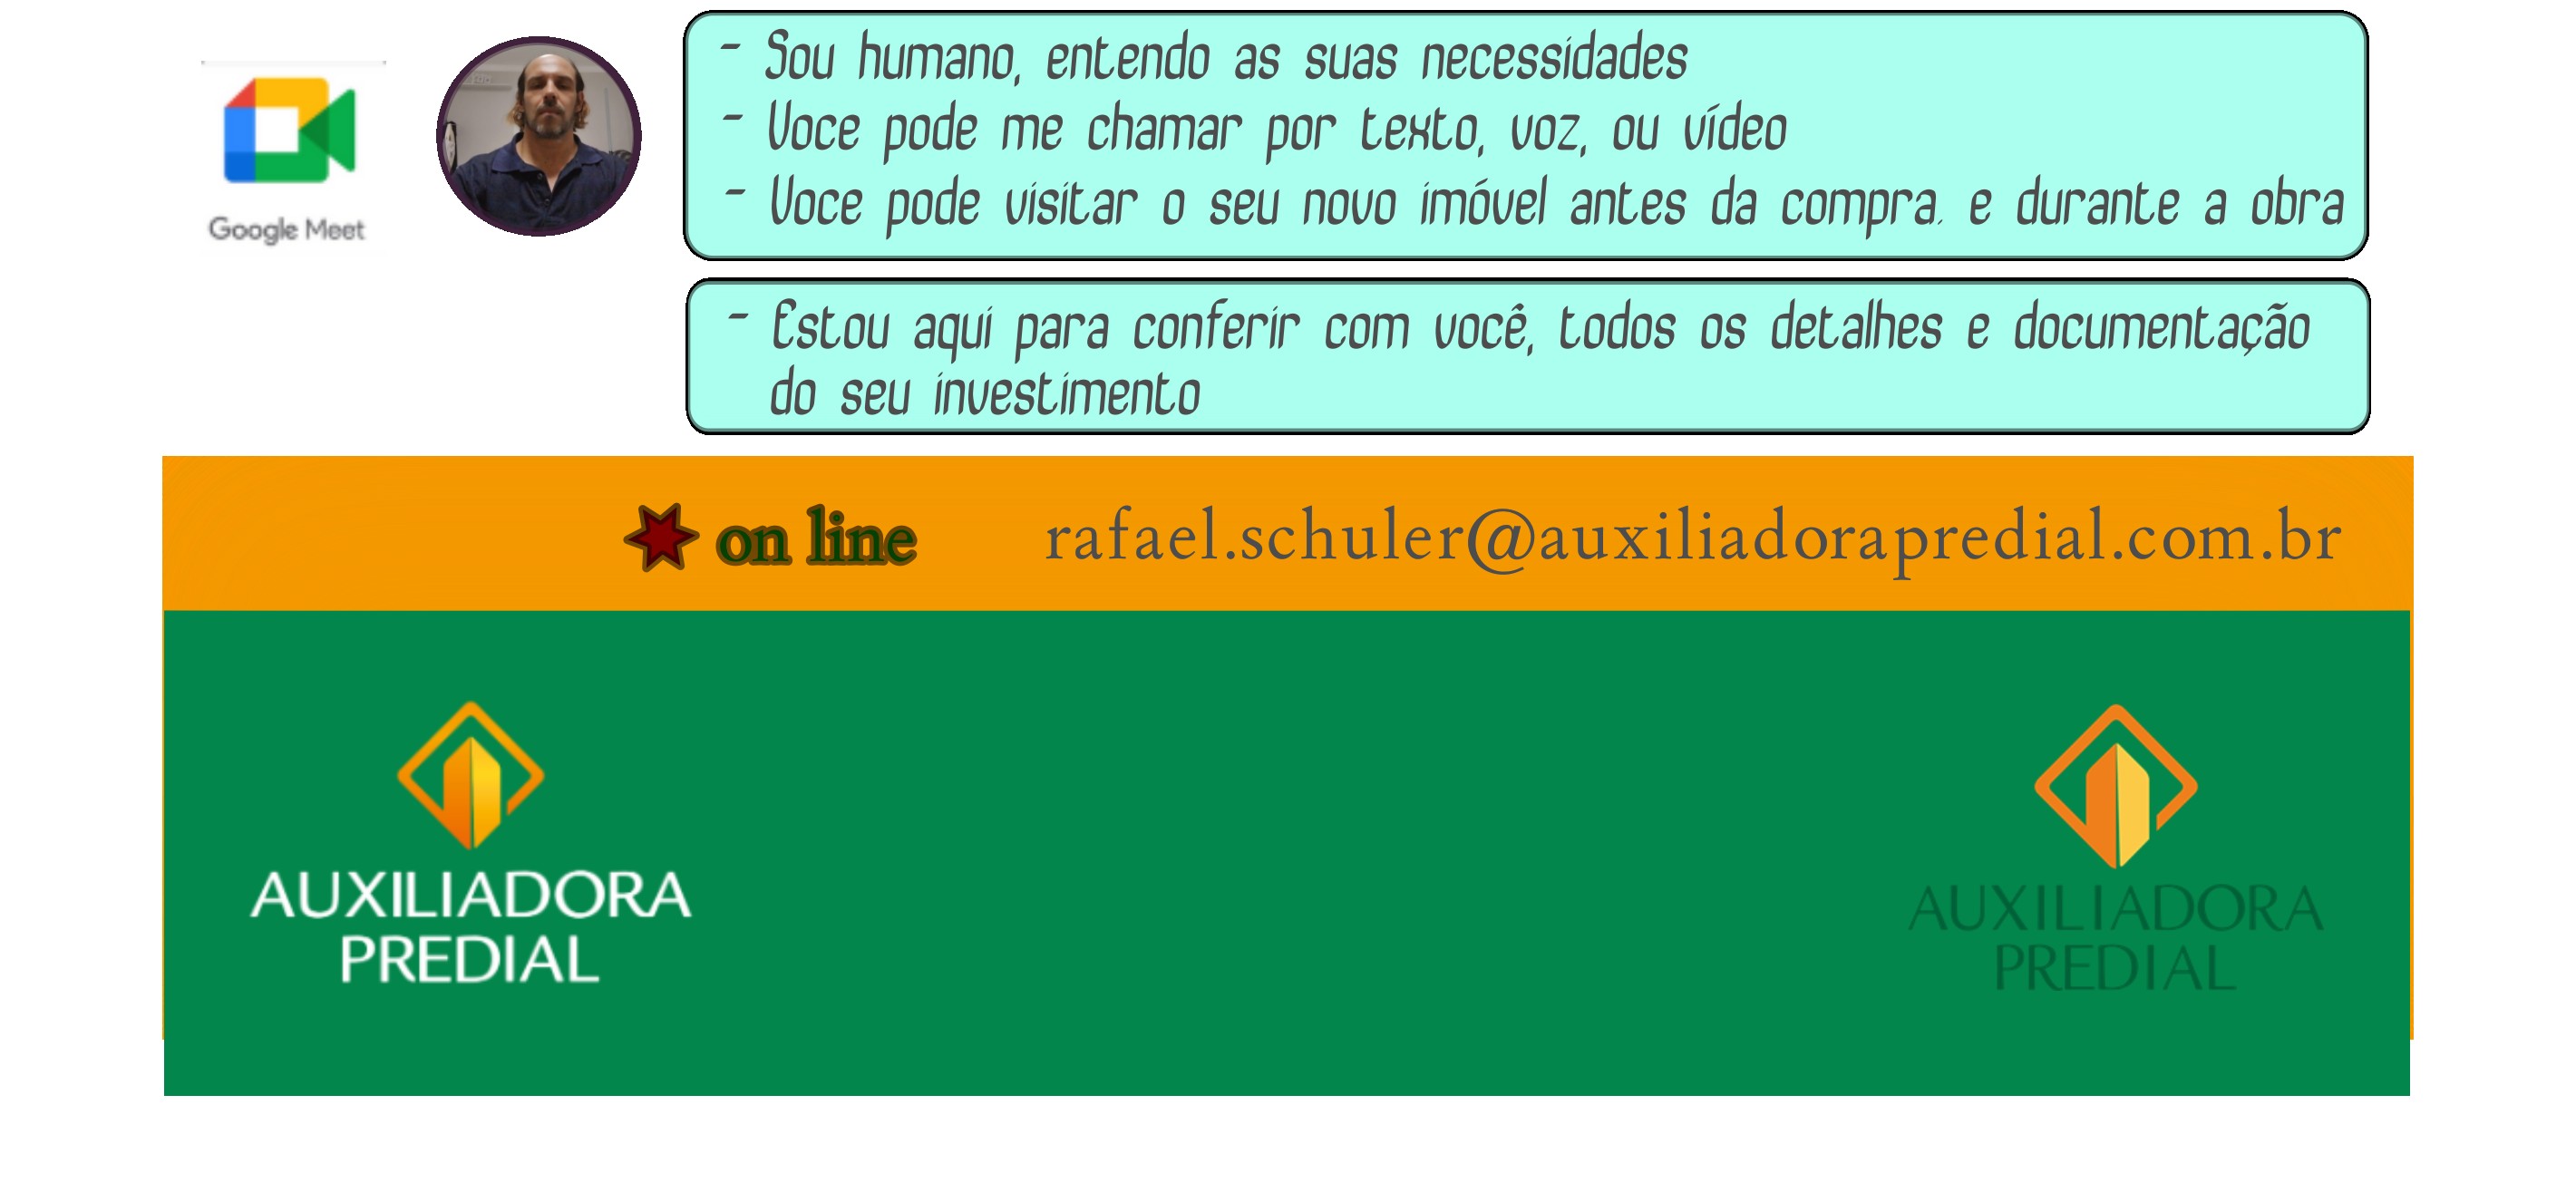 - Sou humano, entendo as suas necessidades
- Voce pode me chamar por texto, voz, ou vídeo
- Voce pode visitar o seu novo imóvel antes da compra. e durante a obra
Google Meet
- Estou aqui para conferir com você, todos os detalhes e documentação
do seu investimento
on line rafael.schuler@auxiliadorapredial.com.br
AUXILIADORA
PREDIAL
AUXILIADORA
PREDIAL